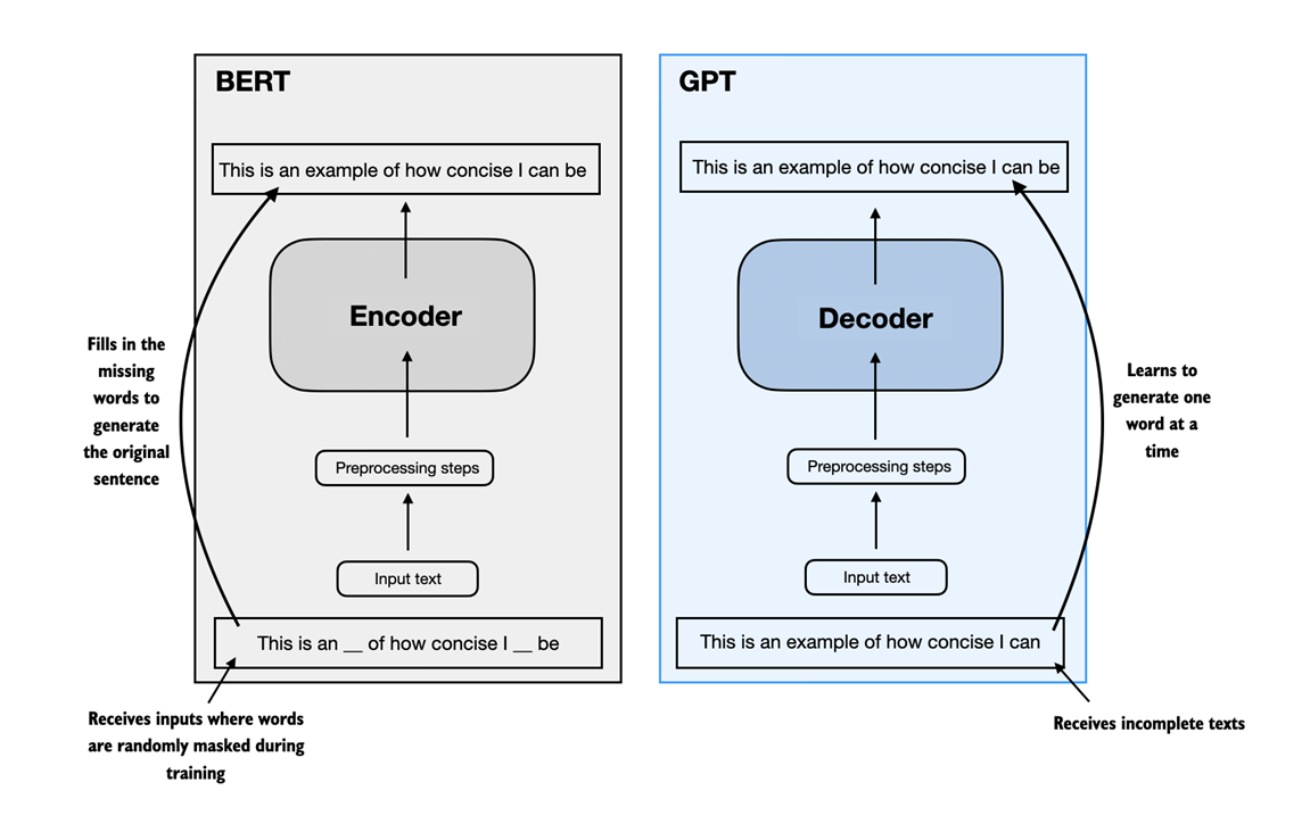 BERT
This is an example of how concise I can be
Encoder
Fills in the
missing
words to
generate
the original
sentence
Preprocessing steps
Input text
This is an __ of how concise I __ be
Receives inputs where words
are randomly masked during
training
GPT
This is an example of how concise I can be
Decoder
Learns to
generate one
word at a
time
Preprocessing steps
Input text
This is an example of how concise I can
Receives incomplete texts